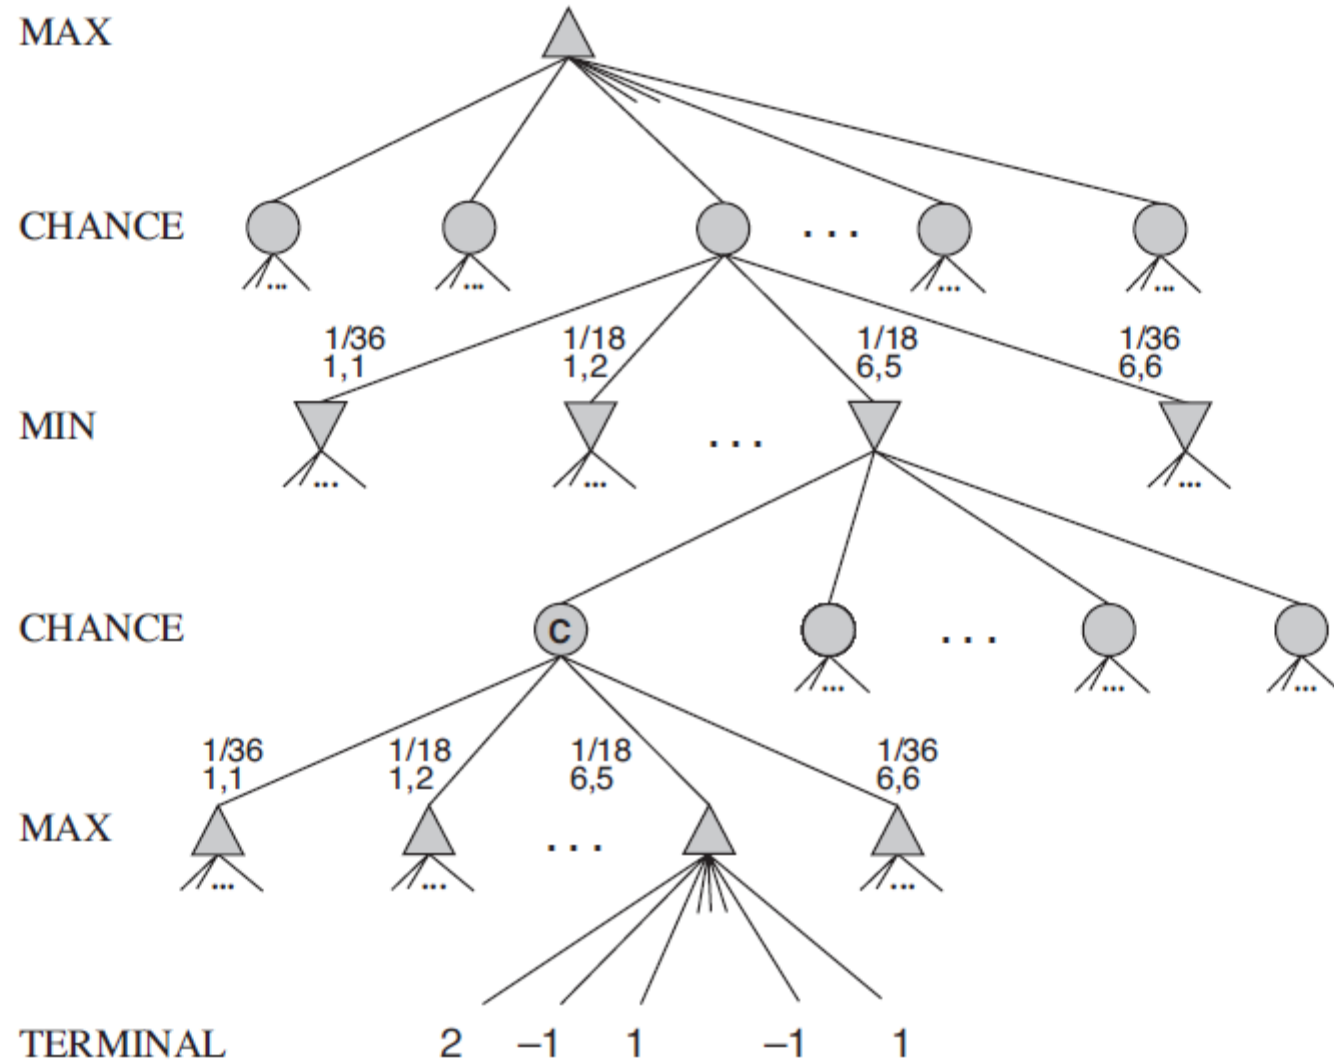 MAX
CHANCE
. . .
... ... ... ...  ...
1/36 1/18 1/18 1/36
1,1 1,2 6,5 6,6
MIN
. . .
... ... ...
CHANCE C
. . .
... ... ...
1/36 1/18 1/18 1/36
1,1 1,2 6,5 6,6
MAX
. . .
... ... ...
TERMINAL 2 –1 1 –1 1